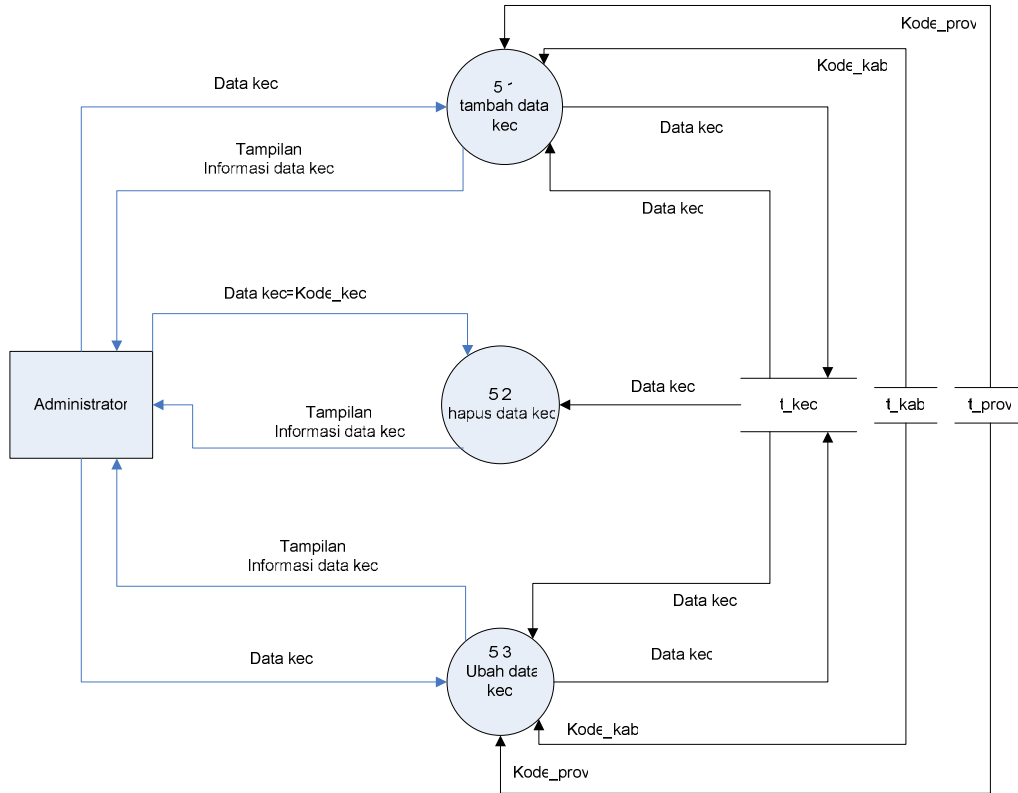 Kode_prov
Kode_kab
Data kec
5.1
tambah data
kec
Data kec
Tampilan
Informasi data kec
Data kec
Data kec=Kode_kec
Administrator
5.2
hapus data kec
Data kec
t_kec
t_kab
t_prov
Tampilan
Informasi data kec
Tampilan
Informasi data kec
Data kec
5.3
Ubah data
kec
Data kec
Data kec
Kode_kab
Kode_prov